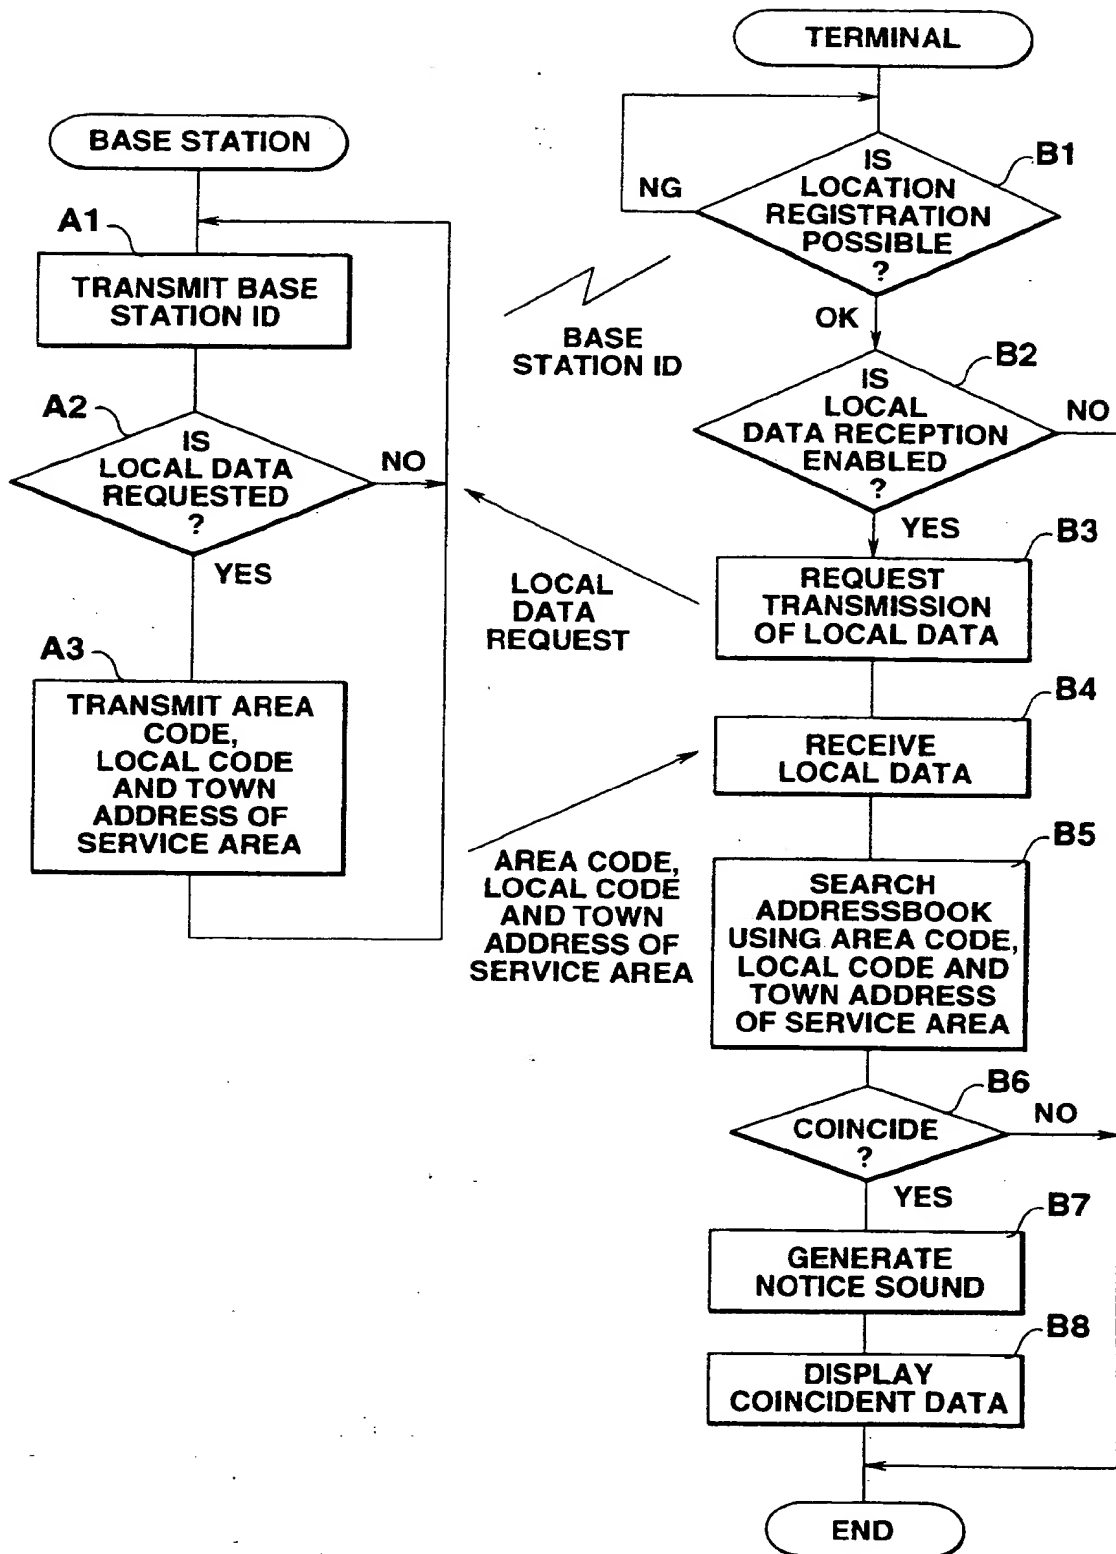 TERMINAL
BASE STATION
B1
IS
LOCATION
REGISTRATION
POSSIBLE
?
NG
OK
A1
TRANSMIT BASE
STATION ID
BASE
STATION ID
B2
IS
LOCAL
DATA RECEPTION
ENABLED
?
NO
YES
A2
IS
LOCAL DATA
REQUESTED
?
NO
YES
B3
REQUEST
TRANSMISSION
OF LOCAL DATA
LOCAL
DATA
REQUEST
A3
TRANSMIT AREA
CODE,
LOCAL CODE
AND TOWN
ADDRESS OF
SERVICE AREA
B4
RECEIVE
LOCAL DATA
AREA CODE,
LOCAL CODE
AND TOWN
ADDRESS OF
SERVICE AREA
B5
SEARCH
ADDRESSBOOK
USING AREA CODE,
LOCAL CODE AND
TOWN ADDRESS
OF SERVICE AREA
B6
COINCIDE
?
NO
YES
B7
GENERATE
NOTICE SOUND
B8
DISPLAY
COINCIDENT DATA
END